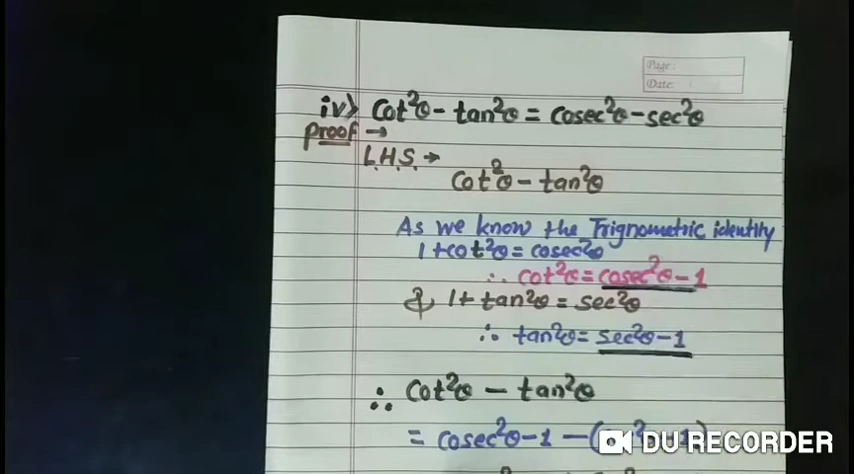 Page:
Date:
iv> cot²θ - tan²θ = cosec²θ - sec²θ
proof →
L.H.S. →
cot²θ - tan²θ
As we know the Trignometric identity
1 + cot²θ = cosec²θ
∴ cot²θ = cosec²θ - 1
& 1 + tan²θ = sec²θ
∴ tan²θ = sec²θ - 1
∴ cot²θ - tan²θ
= cosec²θ - 1 - (
DU RECORDER